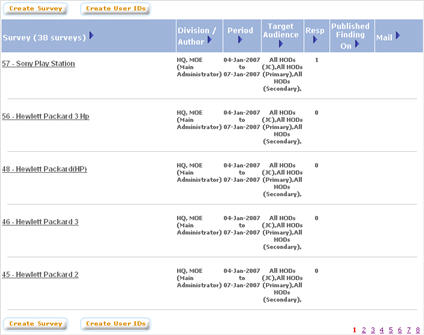 Create Survey Create User IDs
Survey (38 surveys) Division / Author Period Target Audience Resp Published Finding On Mail
57 - Sony Play Station HQ, MOE (Main Administrator) 04-Jan-2007 to 07-Jan-2007 All HODs (JC),All HODs (Primary),All HODs (Secondary), 1
56 - Hewlett Packard 3 Hp HQ, MOE (Main Administrator) 04-Jan-2007 to 07-Jan-2007 All HODs (JC),All HODs (Primary),All HODs (Secondary), 0
48 - Hewlett Packard(HP) HQ, MOE (Main Administrator) 04-Jan-2007 to 07-Jan-2007 All HODs (JC),All HODs (Primary),All HODs (Secondary), 0
46 - Hewlett Packard 3 HQ, MOE (Main Administrator) 04-Jan-2007 to 07-Jan-2007 All HODs (JC),All HODs (Primary),All HODs (Secondary), 0
45 - Hewlett Packard 2 HQ, MOE (Main Administrator) 04-Jan-2007 to 07-Jan-2007 All HODs (JC),All HODs (Primary),All HODs (Secondary), 0
Create Survey Create User IDs
1 2 3 4 5 6 7 8